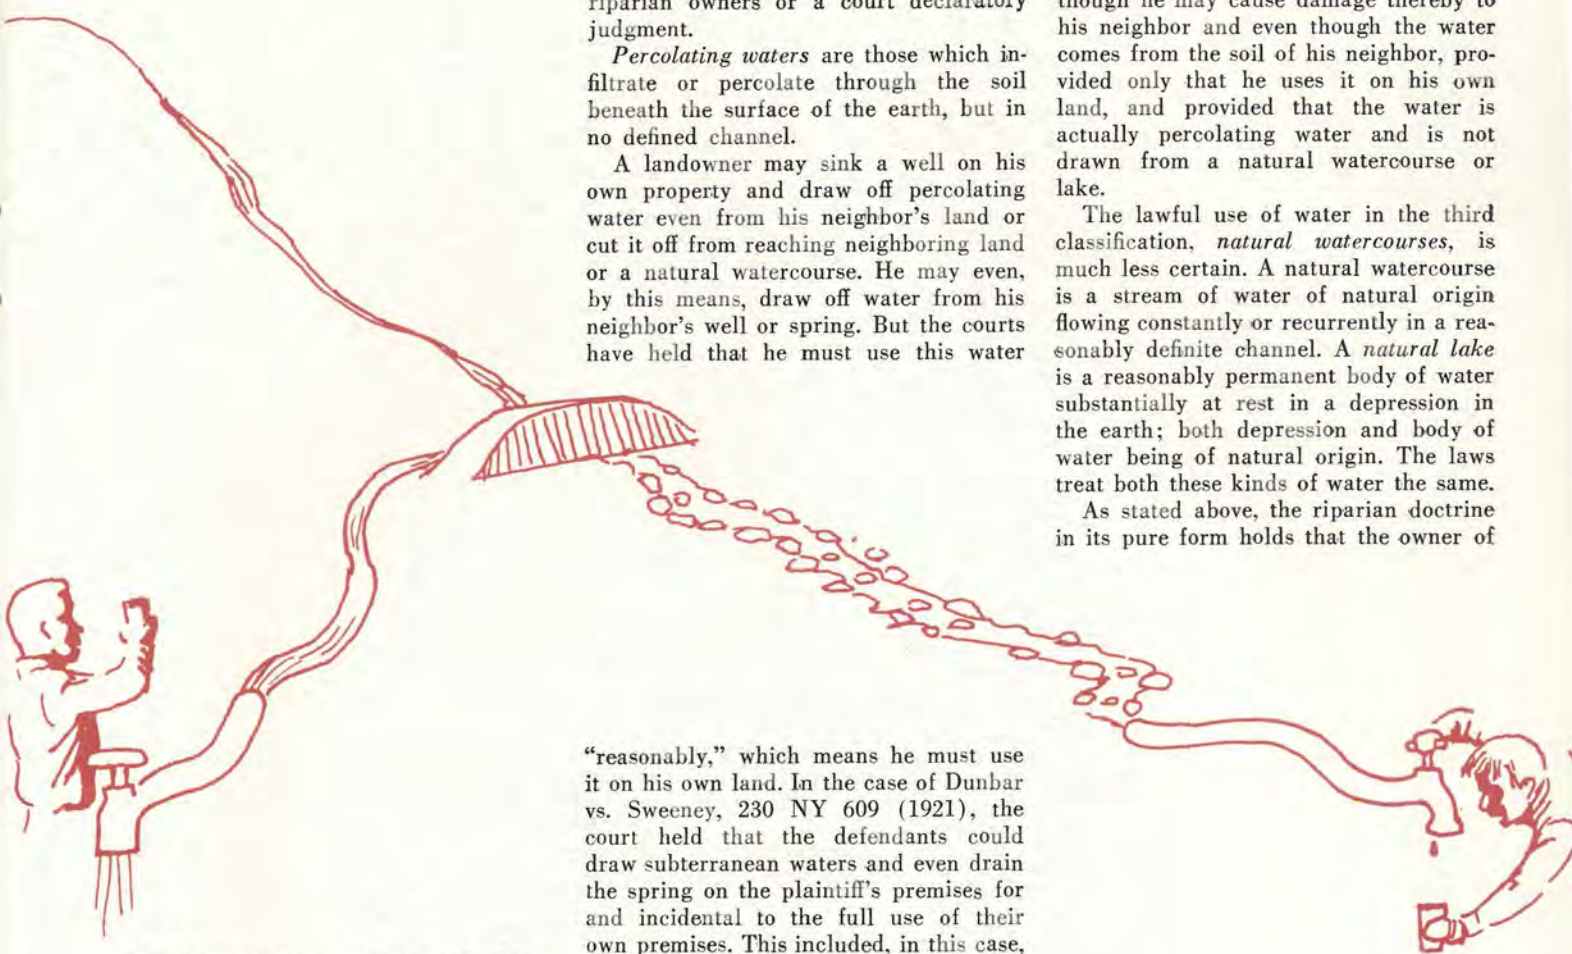 riparian owners or a court declaratory
judgment.
Percolating waters are those which in-
filtrate or percolate through the soil
beneath the surface of the earth, but in
no defined channel.
A landowner may sink a well on his
own property and draw off percolating
water even from his neighbor's land or
cut it off from reaching neighboring land
or a natural watercourse. He may even,
by this means, draw off water from his
neighbor's well or spring. But the courts
have held that he must use this water
“reasonably,” which means he must use
it on his own land. In the case of Dunbar
vs. Sweeney, 230 NY 609 (1921), the
court held that the defendants could
draw subterranean waters and even drain
the spring on the plaintiff's premises for
and incidental to the full use of their
own premises. This included, in this case,
though he may cause damage thereby to
his neighbor and even though the water
comes from the soil of his neighbor, pro-
vided only that he uses it on his own
land, and provided that the water is
actually percolating water and is not
drawn from a natural watercourse or
lake.
The lawful use of water in the third
classification, natural watercourses, is
much less certain. A natural watercourse
is a stream of water of natural origin
flowing constantly or recurrently in a rea-
sonably definite channel. A natural lake
is a reasonably permanent body of water
substantially at rest in a depression in
the earth; both depression and body of
water being of natural origin. The laws
treat both these kinds of water the same.
As stated above, the riparian doctrine
in its pure form holds that the owner of